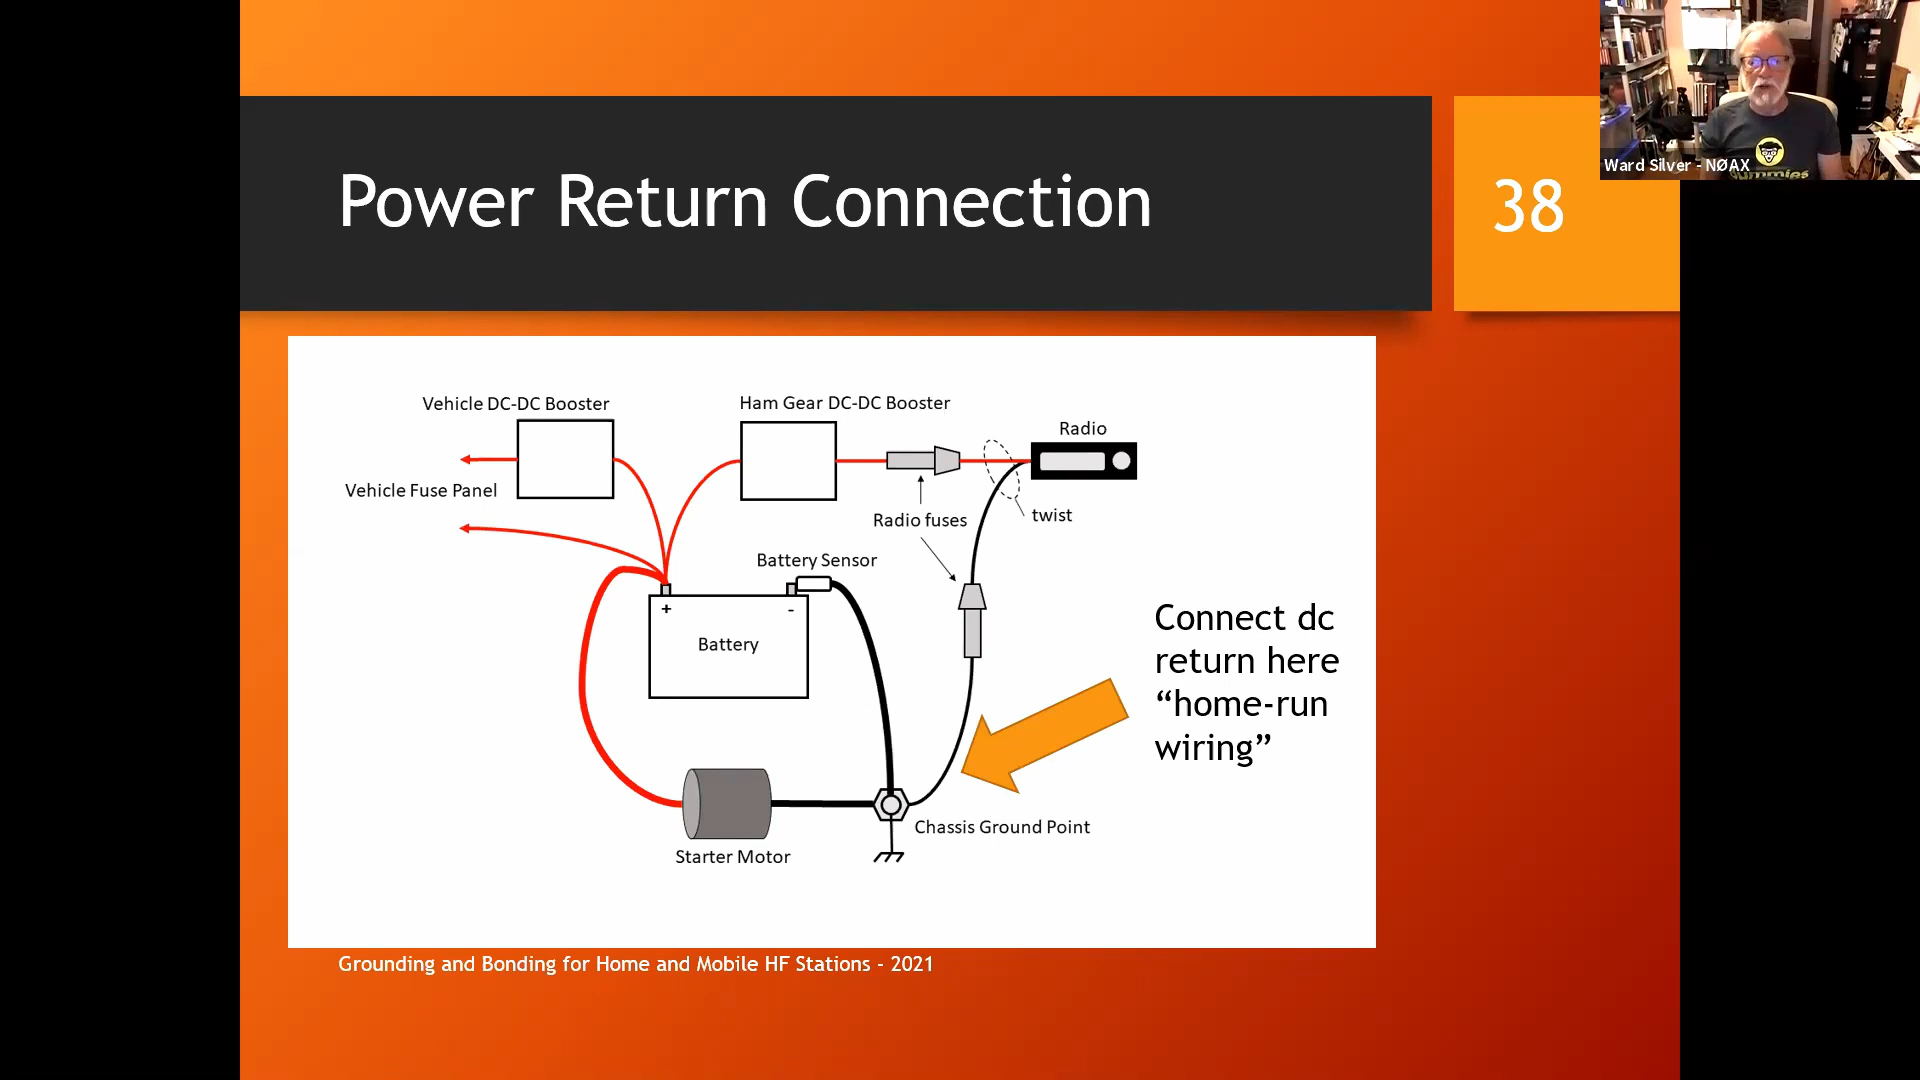 Power Return Connection
38
Ward Silver - NØAX
dummies
Vehicle DC-DC Booster
Ham Gear DC-DC Booster
Radio
Vehicle Fuse Panel
Radio fuses
twist
Battery Sensor
+
-
Battery
Connect dc
return here
“home-run
wiring”
Chassis Ground Point
Starter Motor
Grounding and Bonding for Home and Mobile HF Stations - 2021